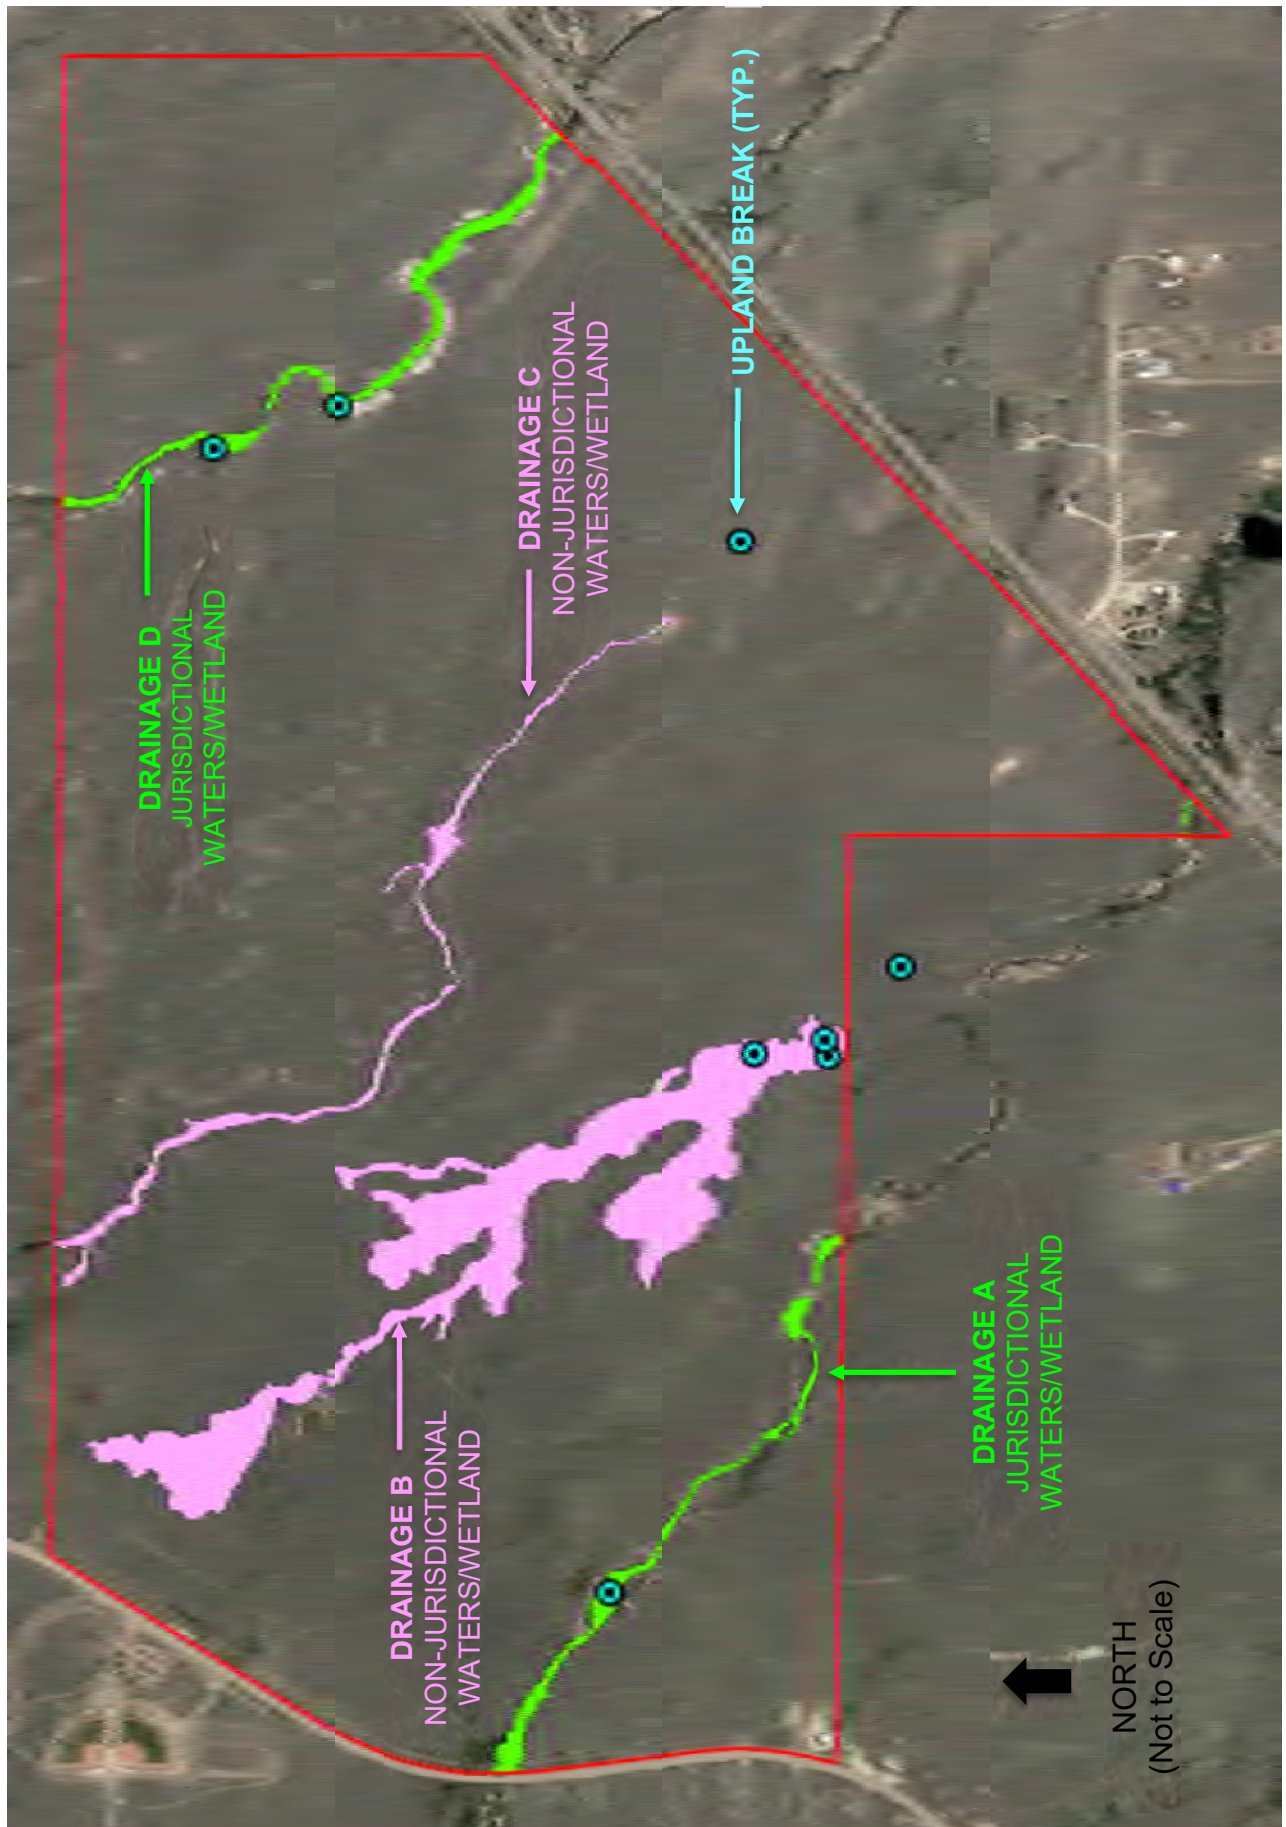 DRAINAGE D
JURISDICTIONAL
WATERS/WETLAND
DRAINAGE C
NON-JURISDICTIONAL
WATERS/WETLAND
UPLAND BREAK (TYP.)
DRAINAGE B
NON-JURISDICTIONAL
WATERS/WETLAND
DRAINAGE A
JURISDICTIONAL
WATERS/WETLAND
NORTH
(Not to Scale)